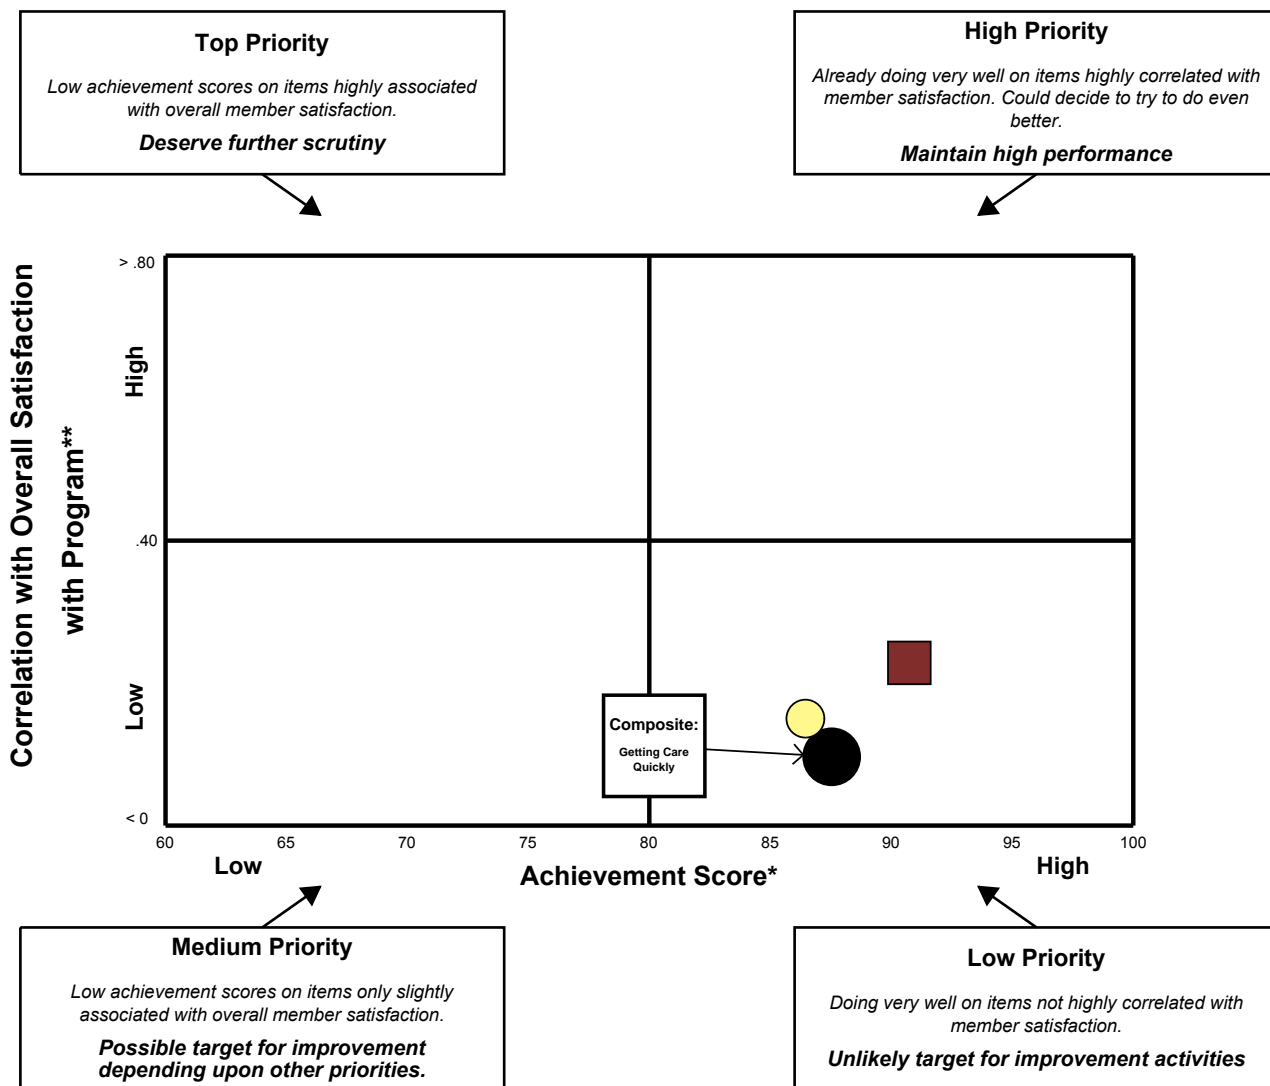 Top Priority
Low achievement scores on items highly associated
with overall member satisfaction.
Deserve further scrutiny
High Priority
Already doing very well on items highly correlated with
member satisfaction. Could decide to try to do even
better.
Maintain high performance
Correlation with Overall Satisfaction
with Program**
> .80
High
.40
Low
< 0
Composite:
Getting Care
Quickly
60 65 70 75 80 85 90 95 100
Low
Achievement Score*
High
Medium Priority
Low achievement scores on items only slightly
associated with overall member satisfaction.
Possible target for improvement
depending upon other priorities.
Low Priority
Doing very well on items not highly correlated with
member satisfaction.
Unlikely target for improvement activities